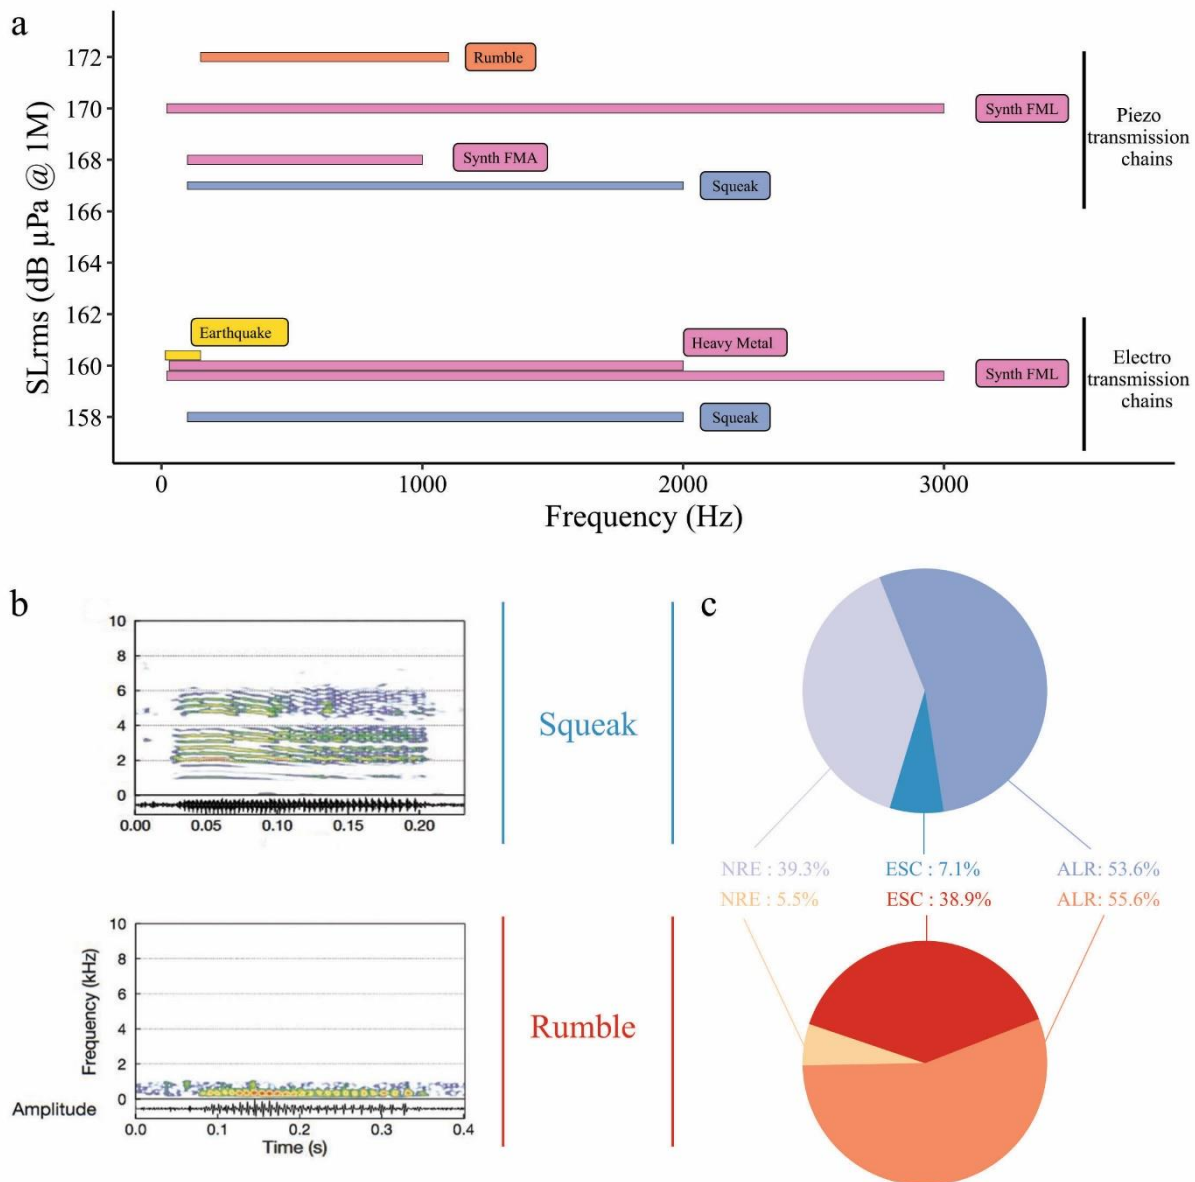 a
SLrms (dB µPa @ 1M)
172
170
168
166
164
162
160
158
Rumble
Synth FML
Synth FMA
Squeak
Piezo
transmission
chains
Earthquake
Heavy Metal
Synth FML
Squeak
Electro
transmission
chains
0
1000
2000
3000
Frequency (Hz)
b
10
8
6
4
2
0
0.00
0.05
0.10
0.15
0.20
Squeak
10
8
6
4
2
0
Frequency (kHz)
Amplitude
0.0
0.1
0.2
0.3
0.4
Time (s)
Rumble
c
NRE : 39.3%
ESC : 7.1%
ALR: 53.6%
NRE : 5.5%
ESC : 38.9%
ALR: 55.6%